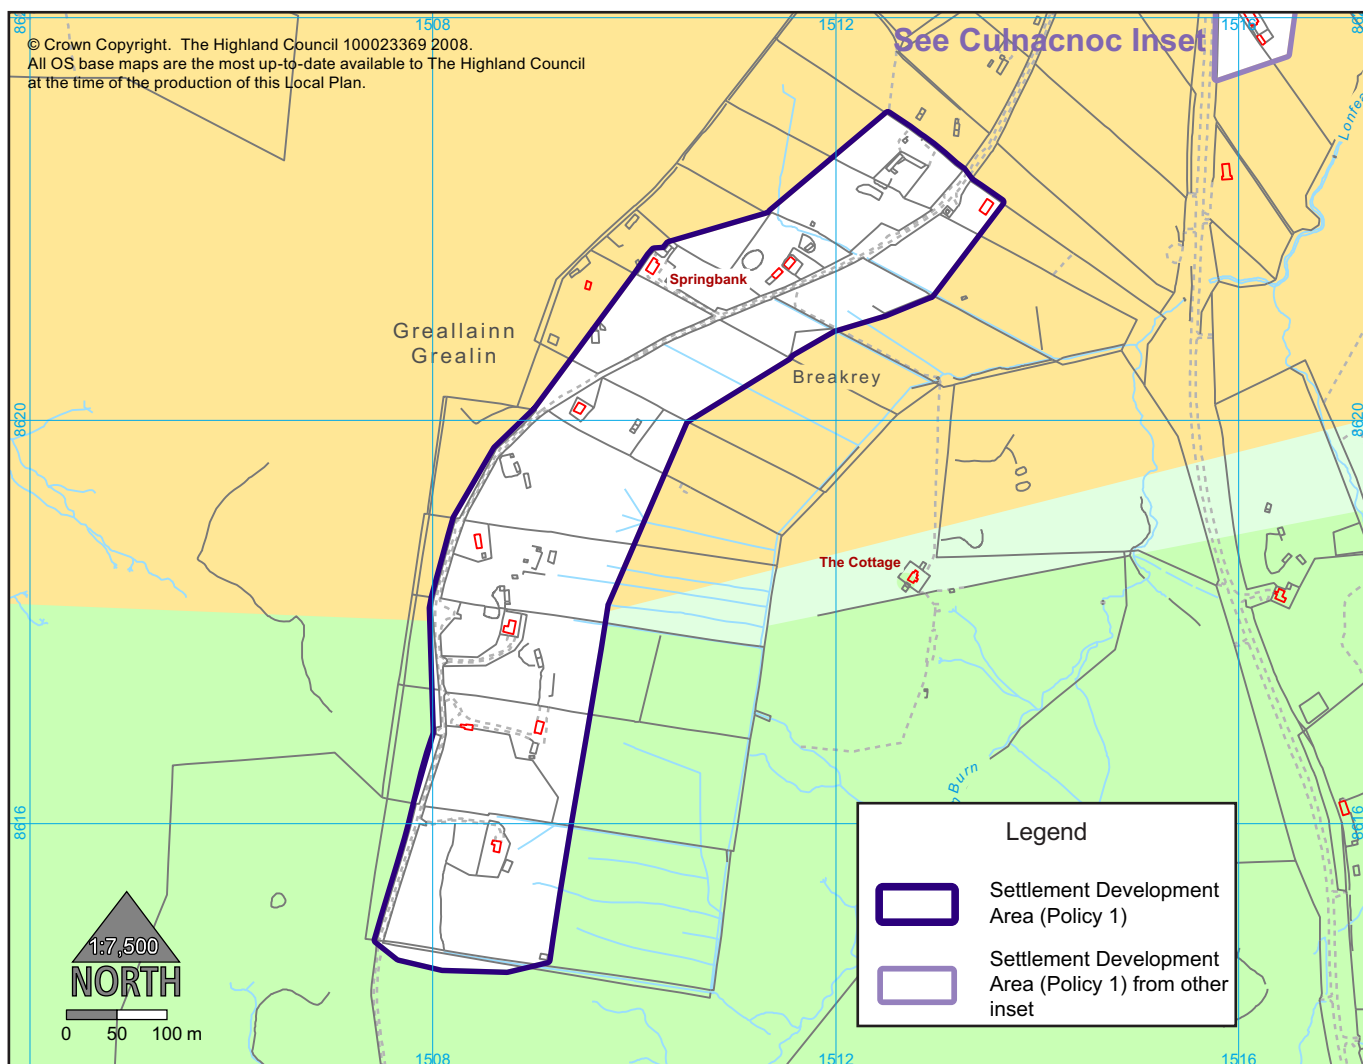 1508
1512
1516
© Crown Copyright. The Highland Council 100023369 2008.
All OS base maps are the most up-to-date available to The Highland Council
at the time of the production of this Local Plan.
See Culnacnoc Inset
Springbank
Greallainn
Grealin
Breakrey
8620
8620
The Cottage
Burn
8616
8616
Legend
Settlement Development
Area (Policy 1)
Settlement Development
Area (Policy 1) from other
inset
1:7,500
NORTH
0 50 100 m
1508
1512
1516